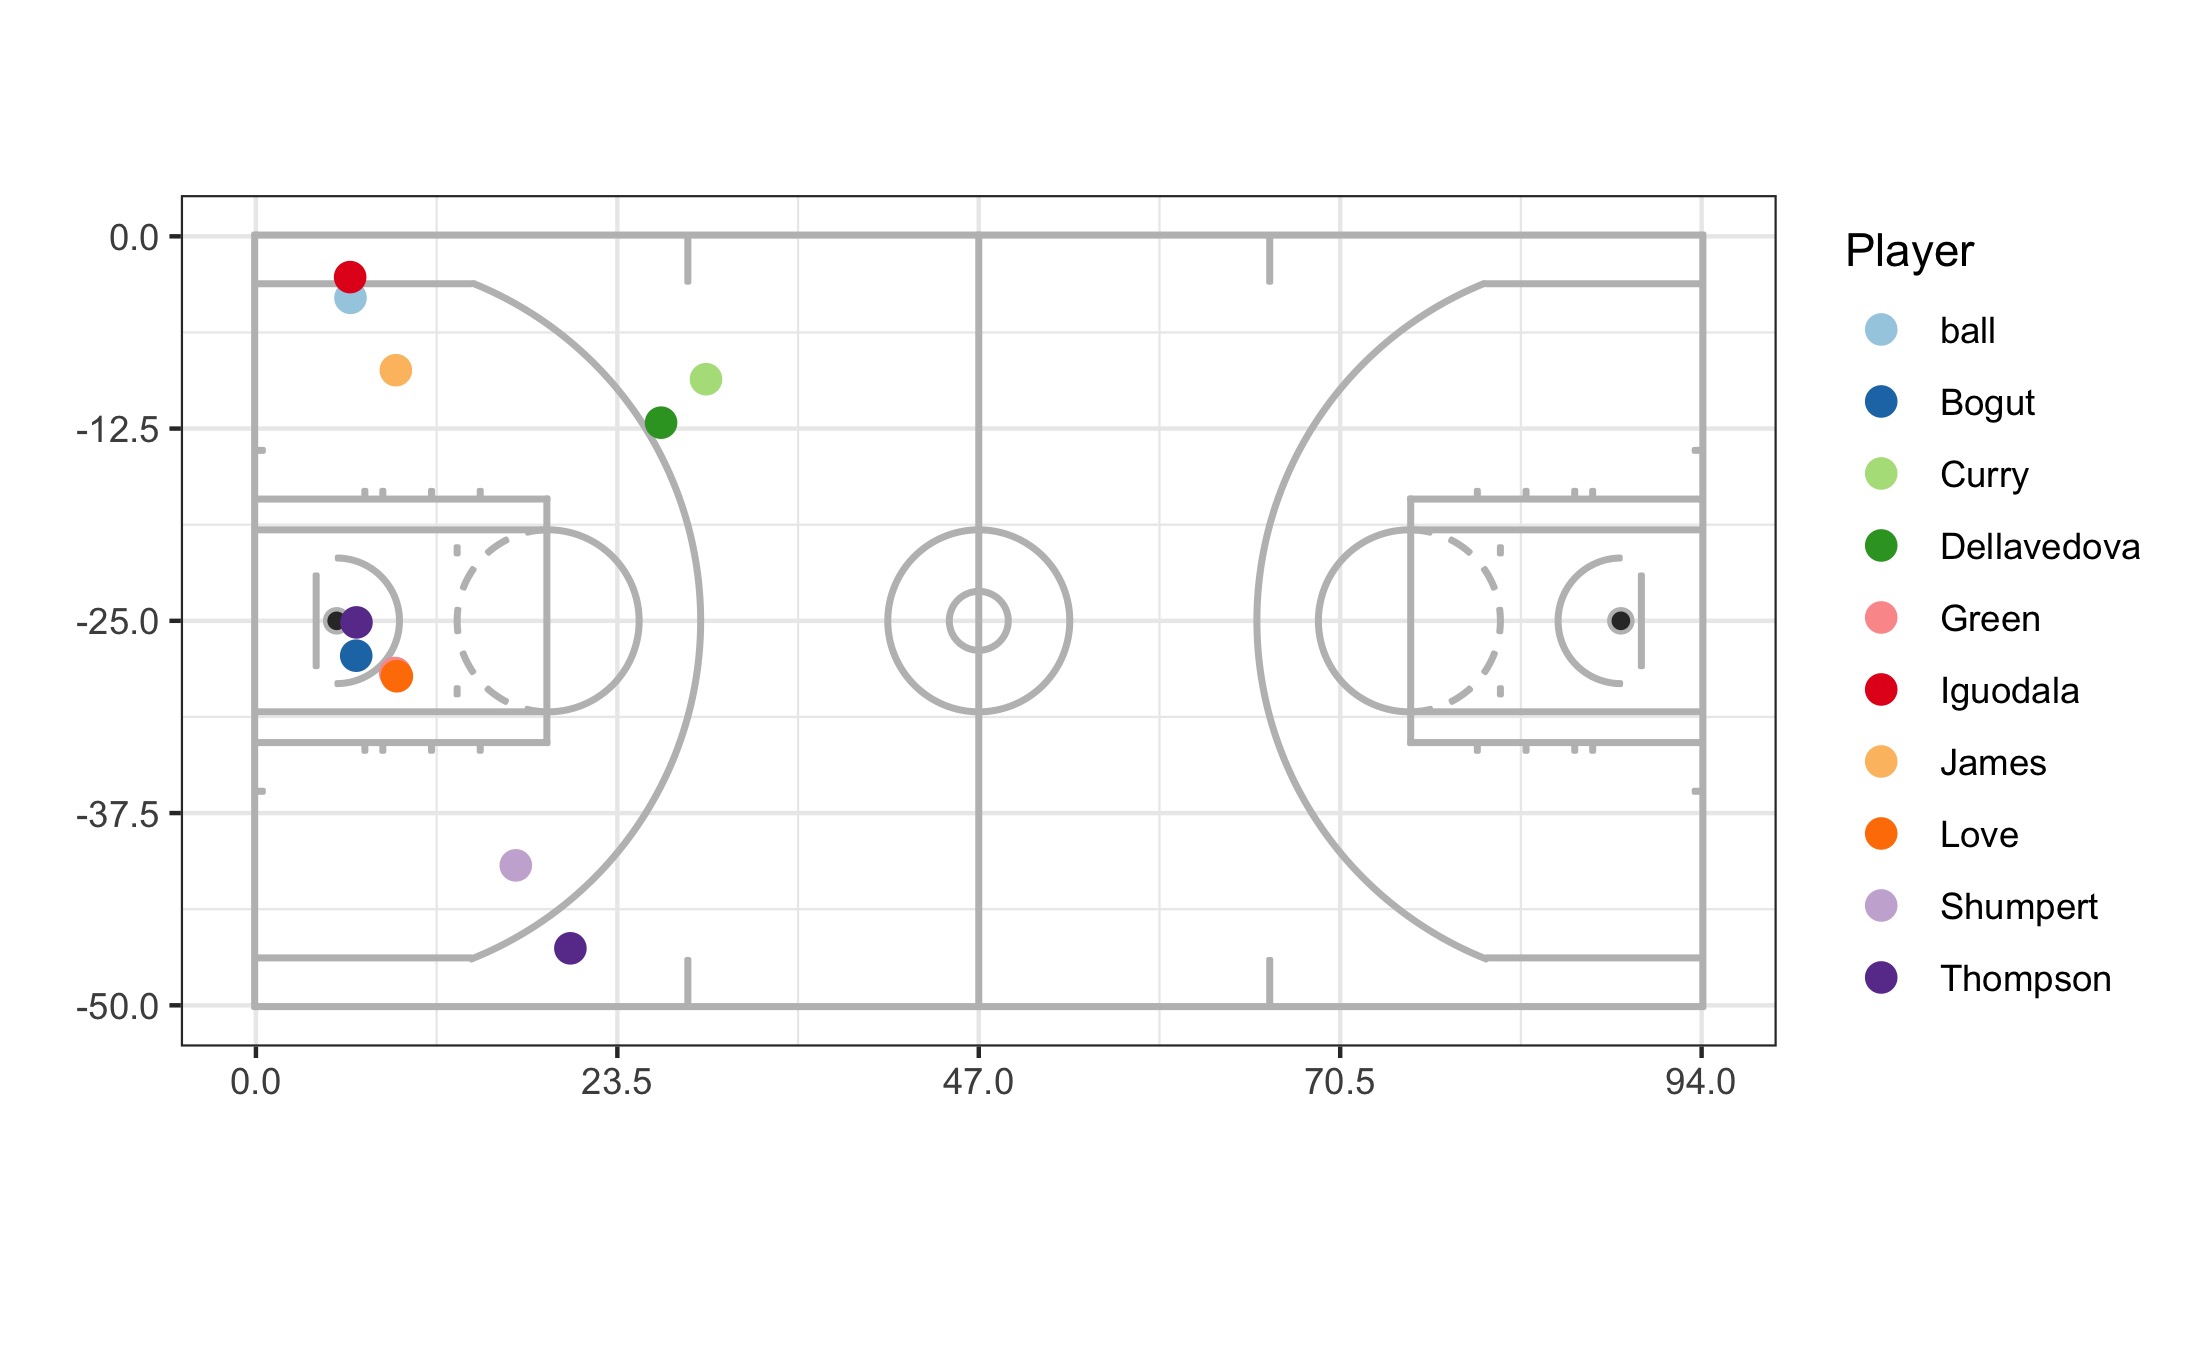 0.0
-12.5
-25.0
-37.5
-50.0
0.0 23.5 47.0 70.5 94.0
Player
ball
Bogut
Curry
Dellavedova
Green
Iguodala
James
Love
Shumpert
Thompson